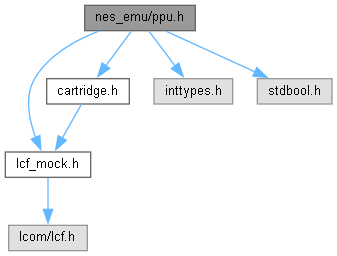 nes_emu/ppu.h
cartridge.h
inttypes.h
stdbool.h
lcf_mock.h
lcom/lcf.h